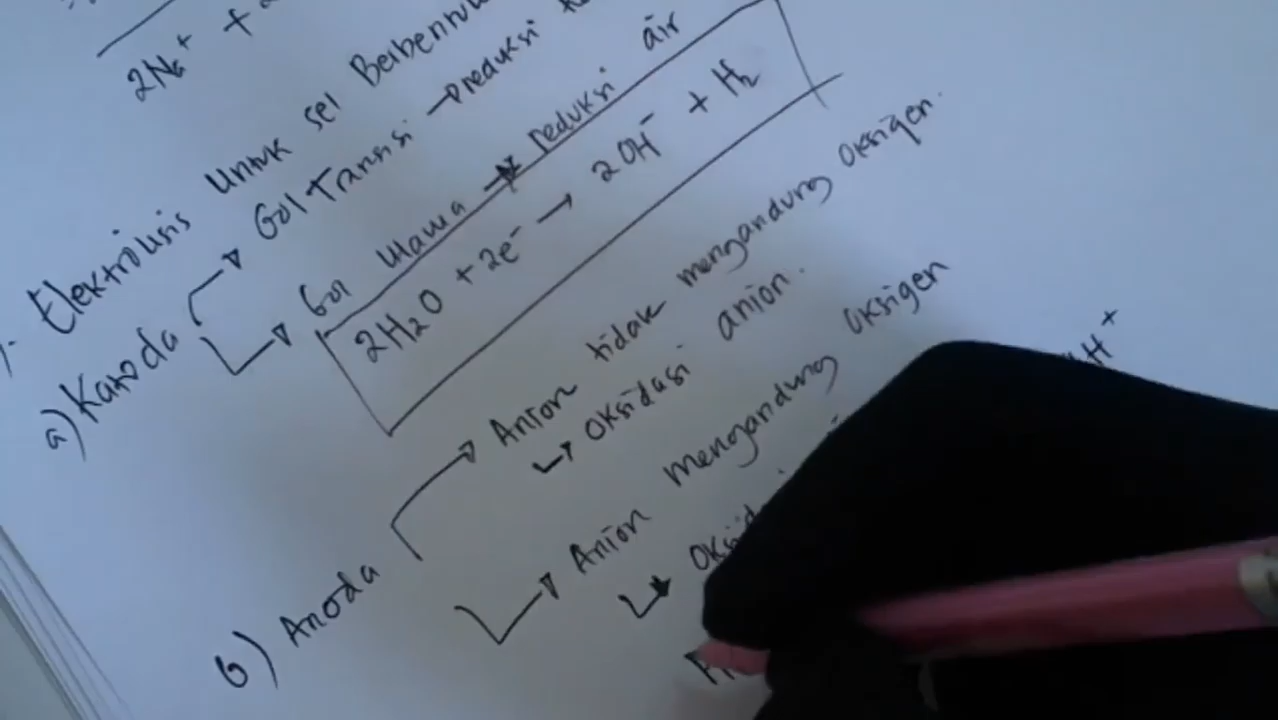 2Na⁺ +
Elektrolisis Untuk sel Berbentuk
a) Katoda
Gol Transisi → reduksi
Gol Utama → reduksi air
2H₂O + 2e⁻ → 2OH⁻ + H₂
b) Anoda
Anion tidak mengandung oksigen.
↳ Oksidasi anion.
Anion mengandung oksigen
H⁺